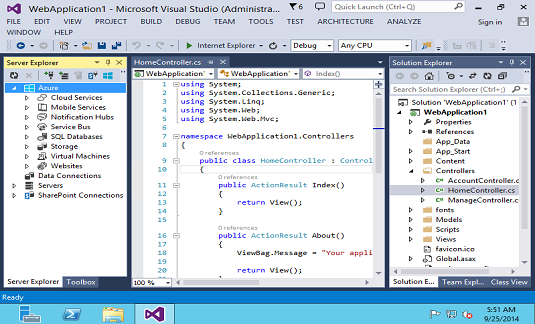 WebApplication1 - Microsoft Visual Studio (Administra...
6
Quick Launch (Ctrl+Q)
FILE EDIT VIEW PROJECT BUILD DEBUG TEAM TOOLS TEST ARCHITECTURE ANALYZE
Sign in
WINDOW HELP
Internet Explorer
Debug
Any CPU
Server Explorer
Azure
Cloud Services
Mobile Services
Notification Hubs
Service Bus
SQL Databases
Storage
Virtual Machines
Websites
Data Connections
Servers
SharePoint Connections
Server Explorer
Toolbox
HomeController.cs
WebApplication
WebApplication
Index()
1 using System;
2 using System.Collections.Generic;
3 using System.Linq;
4 using System.Web;
5 using System.Web.Mvc;
6
7 namespace WebApplication1.Controllers
8 {
0 references
9 public class HomeController : Control
10 {
0 references
11 public ActionResult Index()
12 {
13 return View();
14 }
15
0 references
16 public ActionResult About()
17 {
18 ViewBag.Message = "Your appli
19
20 return View();
21 }
100 %
Solution Explorer
Search Solution Explorer (Ctrl+;)
Solution 'WebApplication1' (1
WebApplication1
Properties
References
App_Data
App_Start
Content
Controllers
AccountController.c
HomeController.cs
ManageController.c
fonts
Models
Scripts
Views
favicon.ico
Global.asax
Solution E...
Team Expl...
Class View
Ready
5:51 AM
9/25/2014